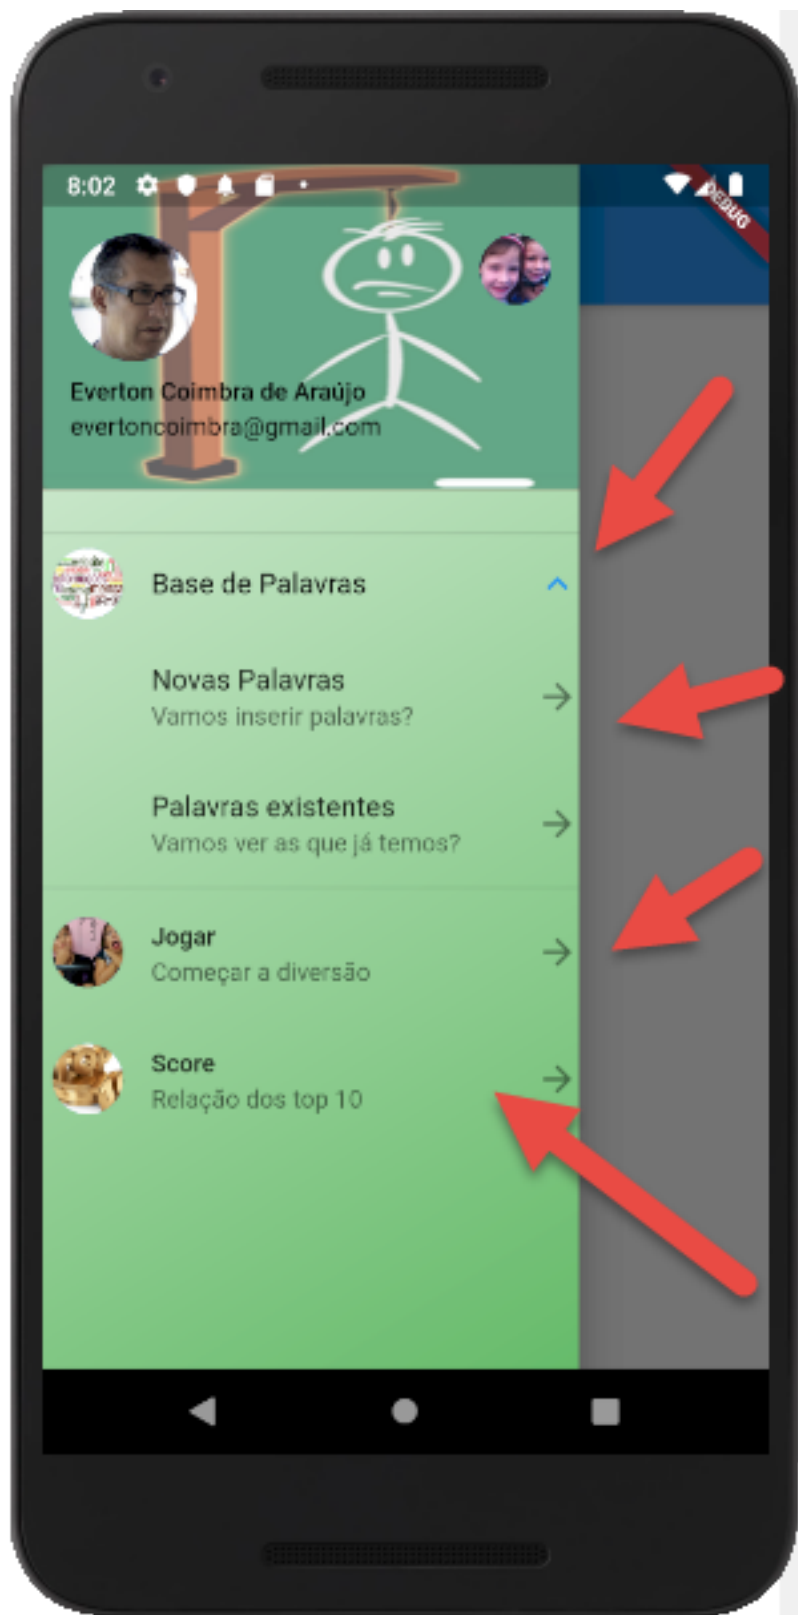 8:02
DEBUG
Everton Coimbra de Araújo
evertoncoimbra@gmail.com
Base de Palavras
Novas Palavras
Vamos inserir palavras?
Palavras existentes
Vamos ver as que já temos?
Jogar
Começar a diversão
Score
Relação dos top 10